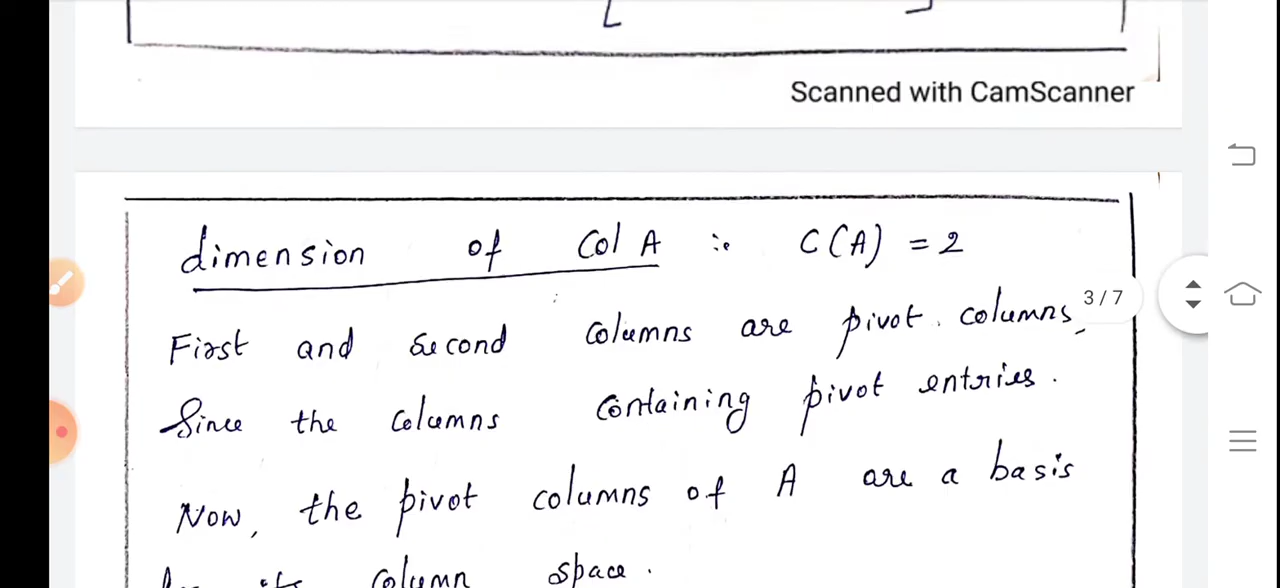 Scanned with CamScanner
dimension of Col A :• C(A) = 2
3/7
First and Second Columns are pivot columns,
Since the Columns Containing pivot entries.
Now, the pivot columns of A are a basis
column space.